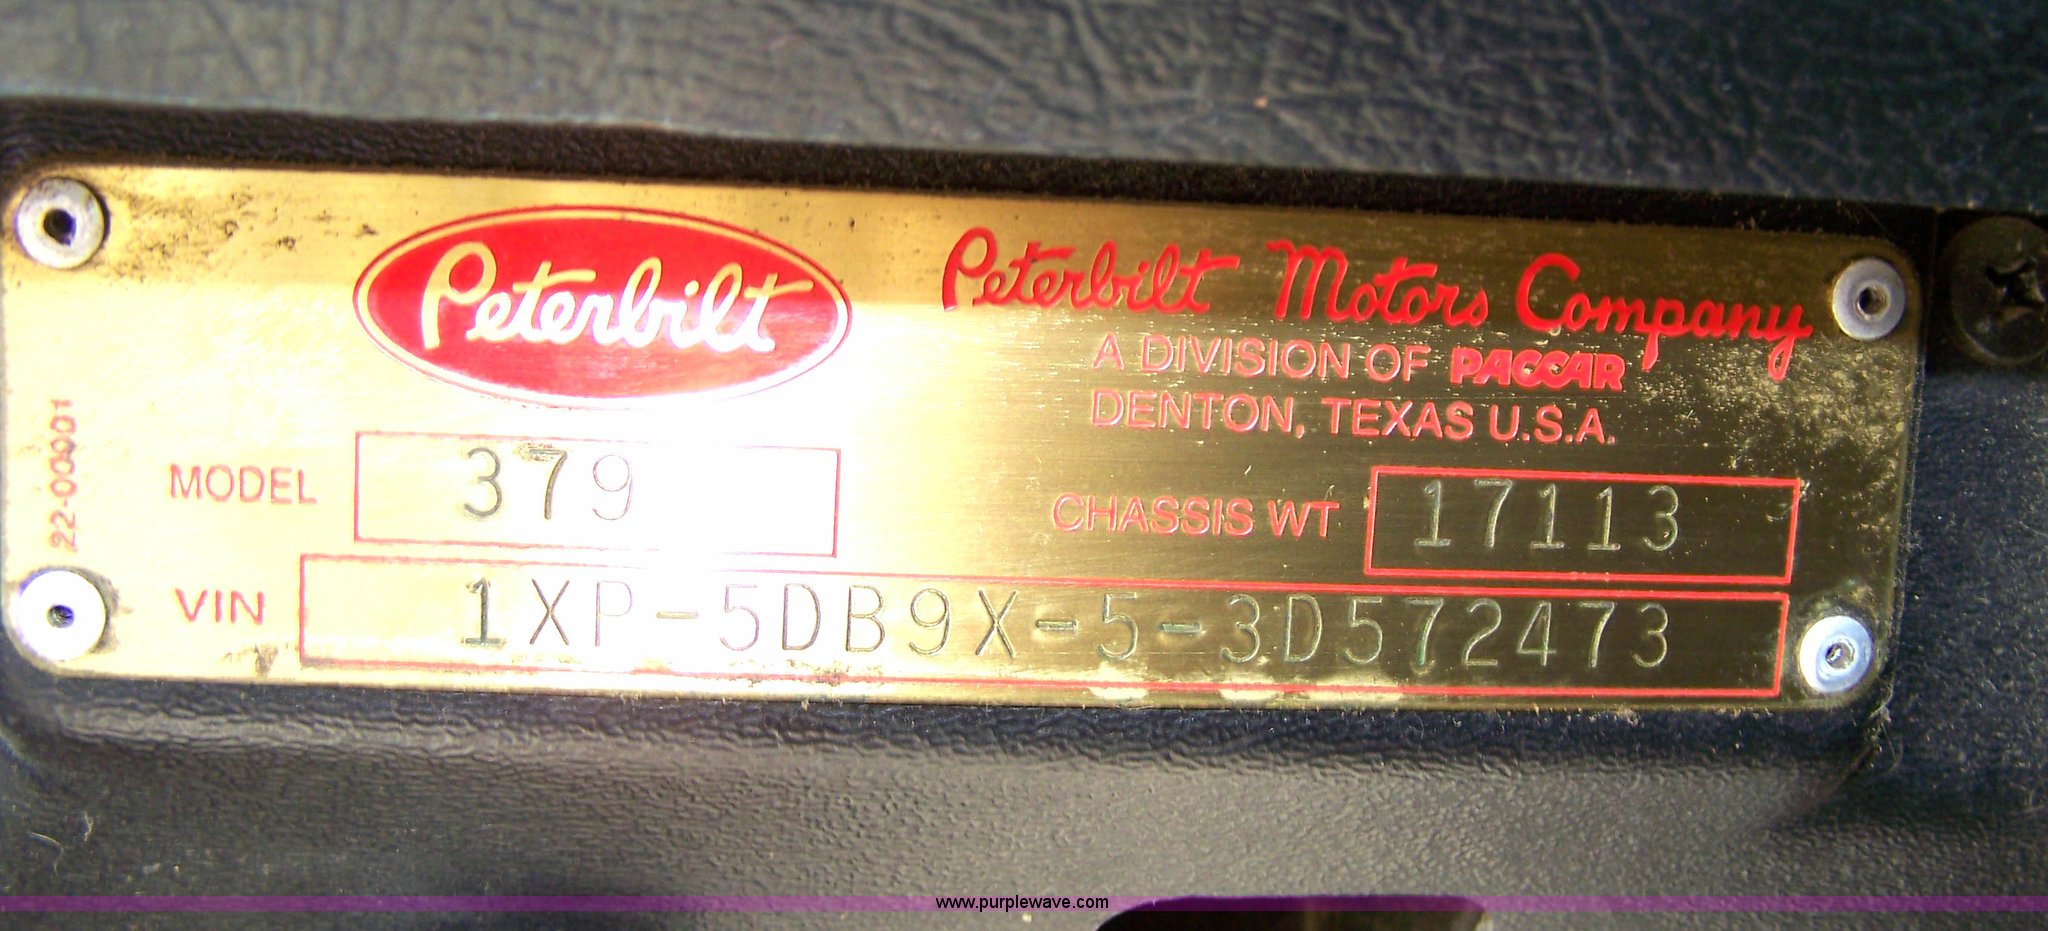 Peterbilt
Peterbilt Motors Company
A DIVISION OF PACCAR
DENTON, TEXAS U.S.A.
22-00901
MODEL 379
CHASSIS WT 17113
VIN 1XP-5DB9X-5-3D572473
www.purplewave.com